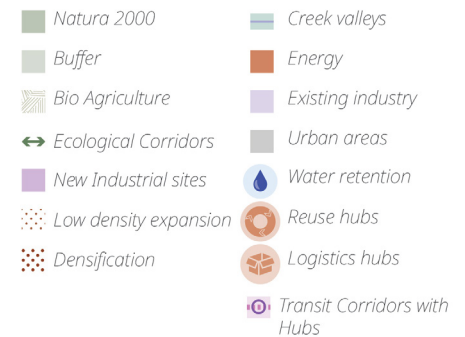 Natura 2000
Buffer
Bio Agriculture
Ecological Corridors
New Industrial sites
Low density expansion
Densification
Creek valleys
Energy
Existing industry
Urban areas
Water retention
Reuse hubs
Logistics hubs
Transit Corridors with
Hubs